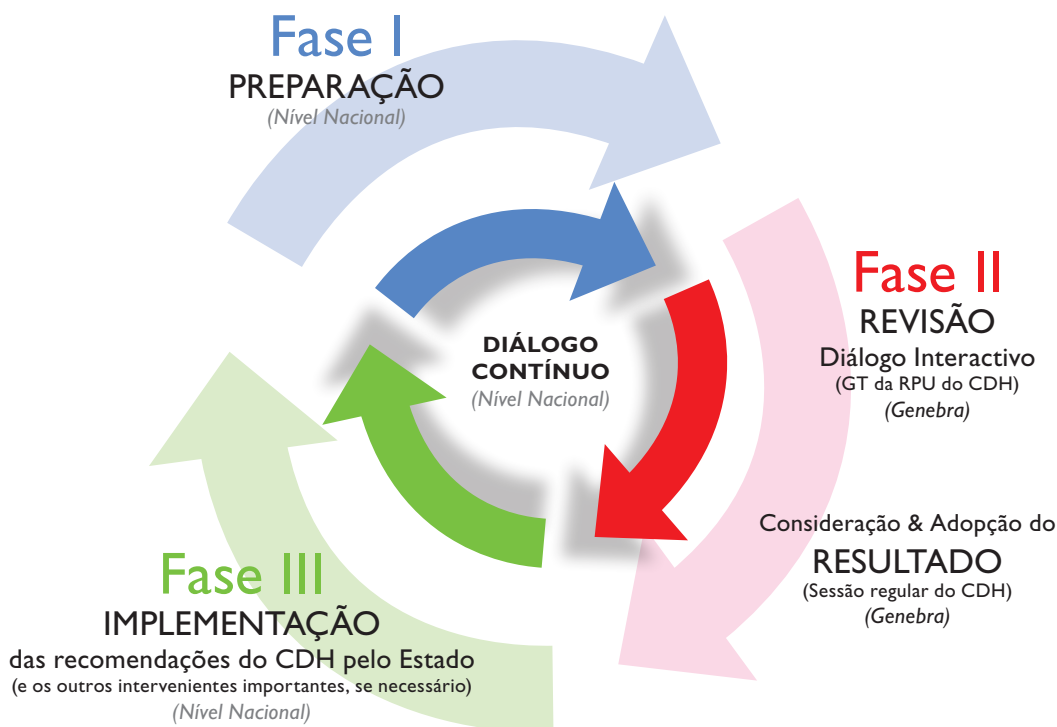 Fase I
PREPARAÇÃO
(Nível Nacional)
Fase II
REVISÃO
Diálogo Interactivo
(GT da RPU do CDH)
(Genebra)
DIÁLOGO
CONTÍNUO
(Nível Nacional)
Consideração & Adopção do
RESULTADO
(Sessão regular do CDH)
(Genebra)
Fase III
IMPLEMENTAÇÃO
das recomendações do CDH pelo Estado
(e os outros intervenientes importantes, se necessário)
(Nível Nacional)